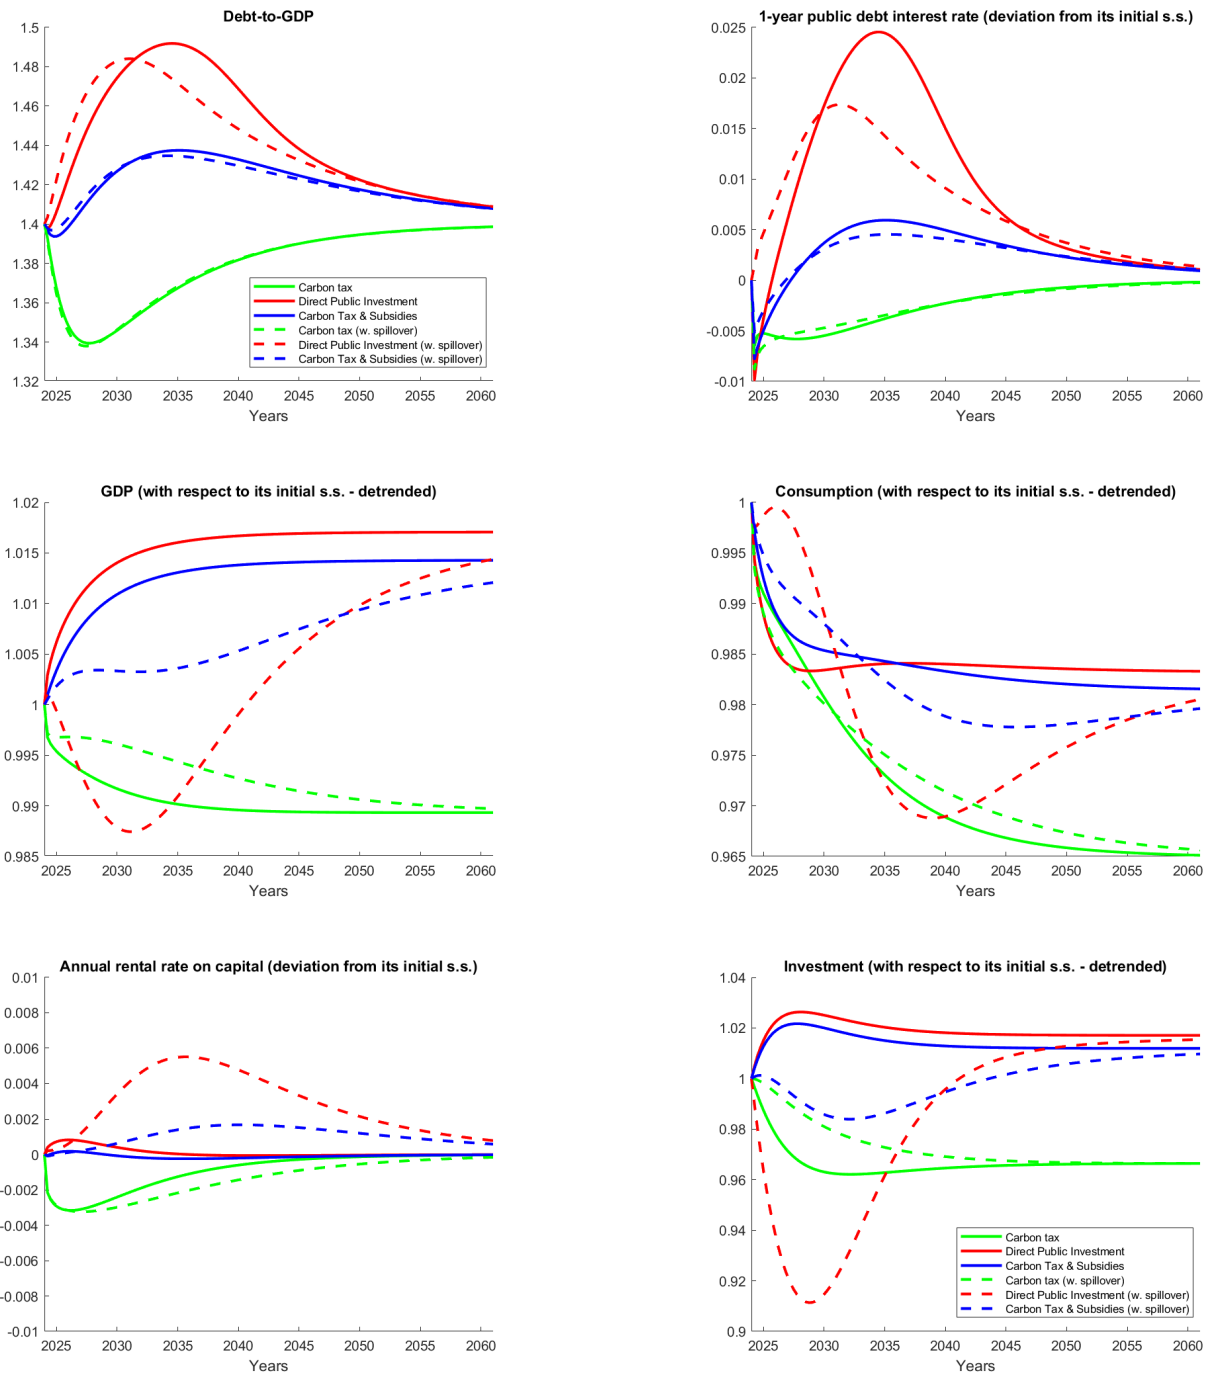 Debt-to-GDP
1.5
1.48
1.46
1.44
1.42
1.4
1.38
1.36
1.34
1.32
2025 2030 2035 2040 2045 2050 2055 2060
Years
Carbon tax
Direct Public Investment
Carbon Tax & Subsidies
Carbon tax (w. spillover)
Direct Public Investment (w. spillover)
Carbon Tax & Subsidies (w. spillover)
1-year public debt interest rate (deviation from its initial s.s.)
0.025
0.02
0.015
0.01
0.005
0
-0.005
-0.01
2025 2030 2035 2040 2045 2050 2055 2060
Years
GDP (with respect to its initial s.s. - detrended)
1.02
1.015
1.01
1.005
1
0.995
0.99
0.985
2025 2030 2035 2040 2045 2050 2055 2060
Years
Consumption (with respect to its initial s.s. - detrended)
1
0.995
0.99
0.985
0.98
0.975
0.97
0.965
2025 2030 2035 2040 2045 2050 2055 2060
Years
Annual rental rate on capital (deviation from its initial s.s.)
0.01
0.008
0.006
0.004
0.002
0
-0.002
-0.004
-0.006
-0.008
-0.01
2025 2030 2035 2040 2045 2050 2055 2060
Years
Investment (with respect to its initial s.s. - detrended)
1.04
1.02
1
0.98
0.96
0.94
0.92
0.9
2025 2030 2035 2040 2045 2050 2055 2060
Years
Carbon tax
Direct Public Investment
Carbon Tax & Subsidies
Carbon tax (w. spillover)
Direct Public Investment (w. spillover)
Carbon Tax & Subsidies (w. spillover)